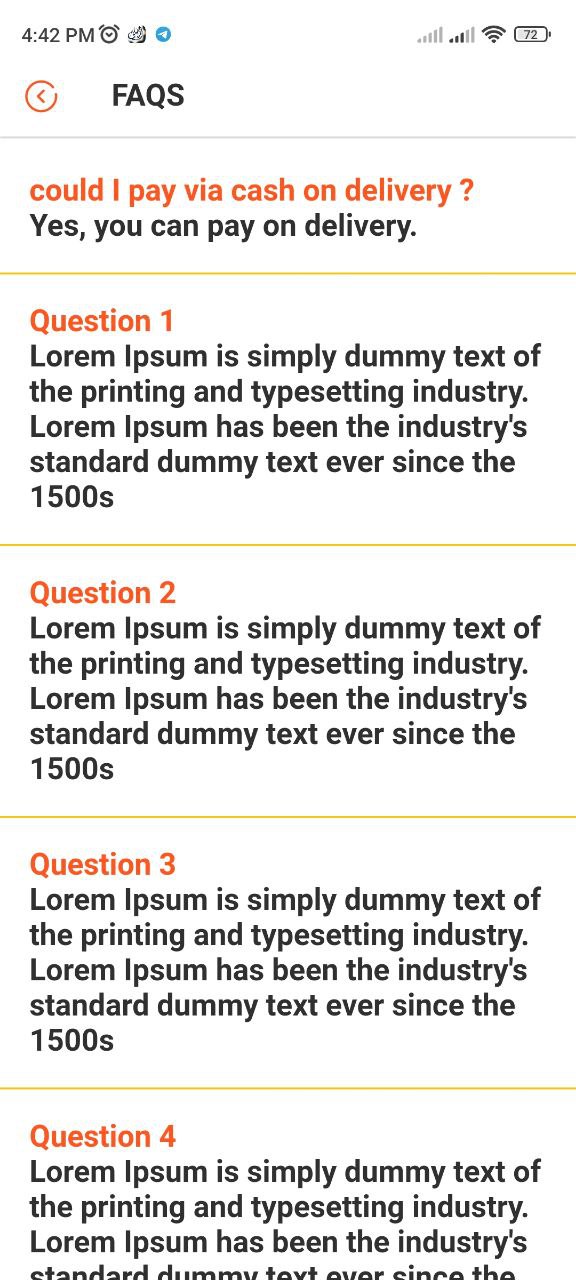 4:42 PM
72
FAQS
could I pay via cash on delivery ?
Yes, you can pay on delivery.
Question 1
Lorem Ipsum is simply dummy text of
the printing and typesetting industry.
Lorem Ipsum has been the industry's
standard dummy text ever since the
1500s
Question 2
Lorem Ipsum is simply dummy text of
the printing and typesetting industry.
Lorem Ipsum has been the industry's
standard dummy text ever since the
1500s
Question 3
Lorem Ipsum is simply dummy text of
the printing and typesetting industry.
Lorem Ipsum has been the industry's
standard dummy text ever since the
1500s
Question 4
Lorem Ipsum is simply dummy text of
the printing and typesetting industry.
Lorem Ipsum has been the industry's
standard dummy text ever since the